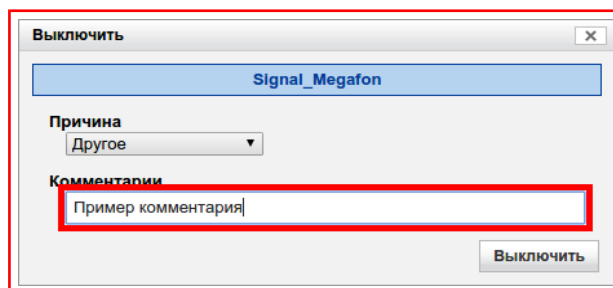 Выключить
Signal_Megafon
Причина
Другое
Комментарии
Пример комментария
Выключить